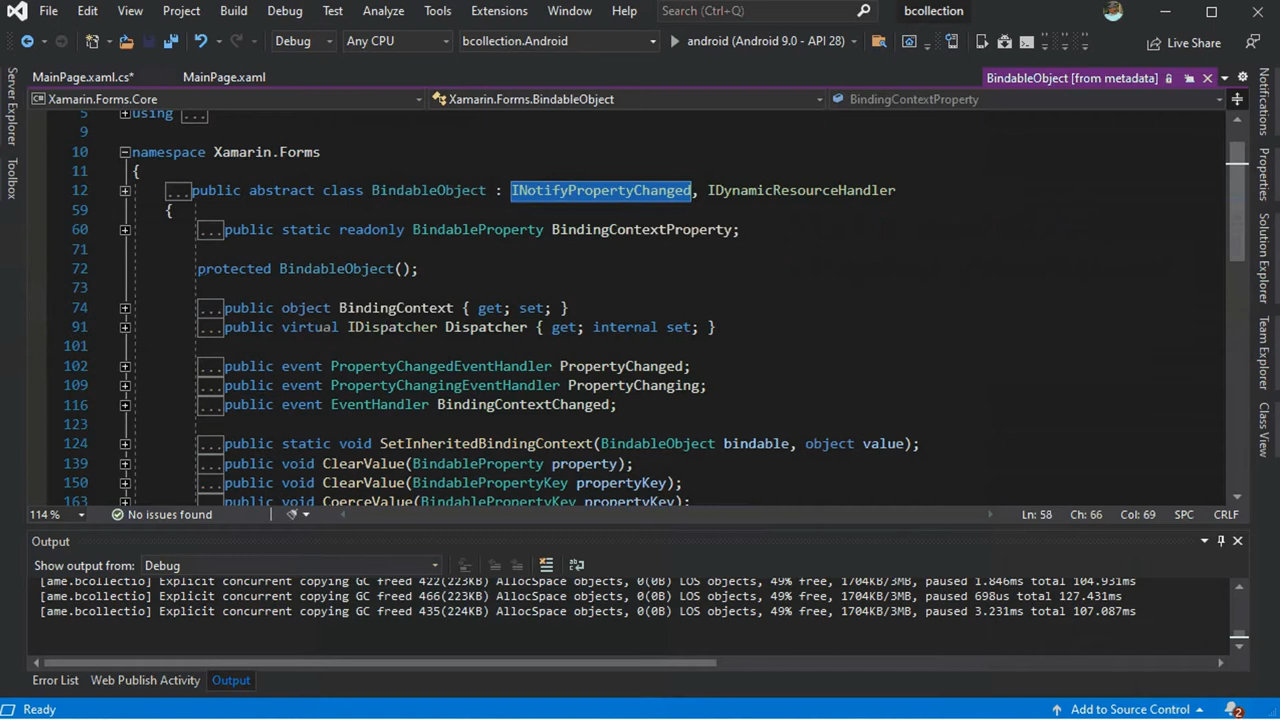 File Edit View Project Build Debug Test Analyze Tools Extensions Window Help Search (Ctrl+Q) bcollection
Debug Any CPU bcollection.Android android (Android 9.0 - API 28) Live Share
MainPage.xaml.cs* MainPage.xaml BindableObject [from metadata]
Xamarin.Forms.Core Xamarin.Forms.BindableObject BindingContextProperty
Server Explorer
Toolbox
5 using ...
9
10 namespace Xamarin.Forms
11 {
12 ...public abstract class BindableObject : INotifyPropertyChanged, IDynamicResourceHandler
59 {
60 ...public static readonly BindableProperty BindingContextProperty;
71
72 protected BindableObject();
73
74 ...public object BindingContext { get; set; }
91 ...public virtual IDispatcher Dispatcher { get; internal set; }
101
102 ...public event PropertyChangedEventHandler PropertyChanged;
109 ...public event PropertyChangingEventHandler PropertyChanging;
116 ...public event EventHandler BindingContextChanged;
123
124 ...public static void SetInheritedBindingContext(BindableObject bindable, object value);
139 ...public void ClearValue(BindableProperty property);
150 ...public void ClearValue(BindablePropertyKey propertyKey);
163 ...public void CoerceValue(BindablePropertyKey propertyKey);
Notifications
Properties
Solution Explorer
Team Explorer
Class View
114 % No issues found Ln: 58 Ch: 66 Col: 69 SPC CRLF
Output
Show output from: Debug
[ame.bcollectio] Explicit concurrent copying GC freed 422(223KB) AllocSpace objects, 0(0B) LOS objects, 49% free, 1704KB/3MB, paused 1.846ms total 104.931ms
[ame.bcollectio] Explicit concurrent copying GC freed 466(223KB) AllocSpace objects, 0(0B) LOS objects, 49% free, 1704KB/3MB, paused 698us total 127.431ms
[ame.bcollectio] Explicit concurrent copying GC freed 435(224KB) AllocSpace objects, 0(0B) LOS objects, 49% free, 1704KB/3MB, paused 3.231ms total 107.087ms
Error List Web Publish Activity Output
Ready Add to Source Control 2